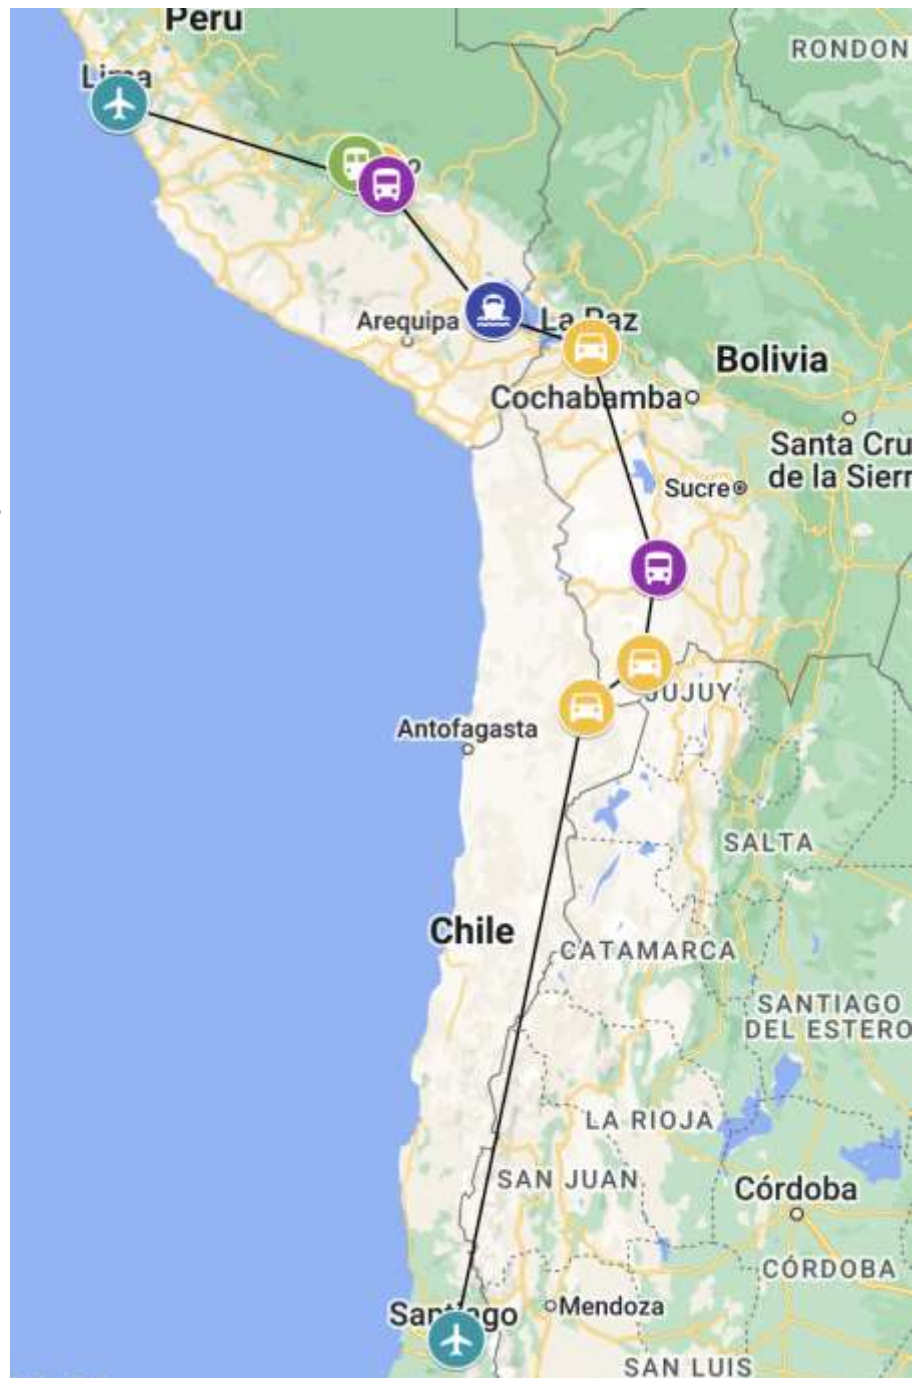 Peru
RONDON
Lima
Arequipa
La Paz
Bolivia
Cochabamba
Santa Cru
de la Sierr
Sucre
JUJUY
Antofagasta
SALTA
Chile
CATAMARCA
SANTIAGO
DEL ESTERO
LA RIOJA
SAN JUAN
Córdoba
CÓRDOBA
Santiago
Mendoza
SAN LUIS